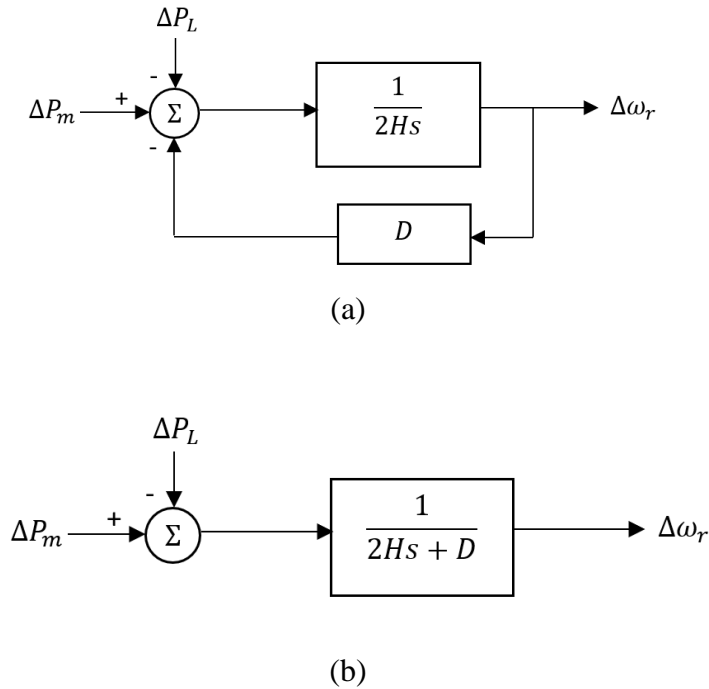 ΔP_L
-
ΔP_m + Σ 1/2Hs Δω_r
-
D
(a)
ΔP_L
-
ΔP_m + Σ 1/2Hs + D Δω_r
(b)